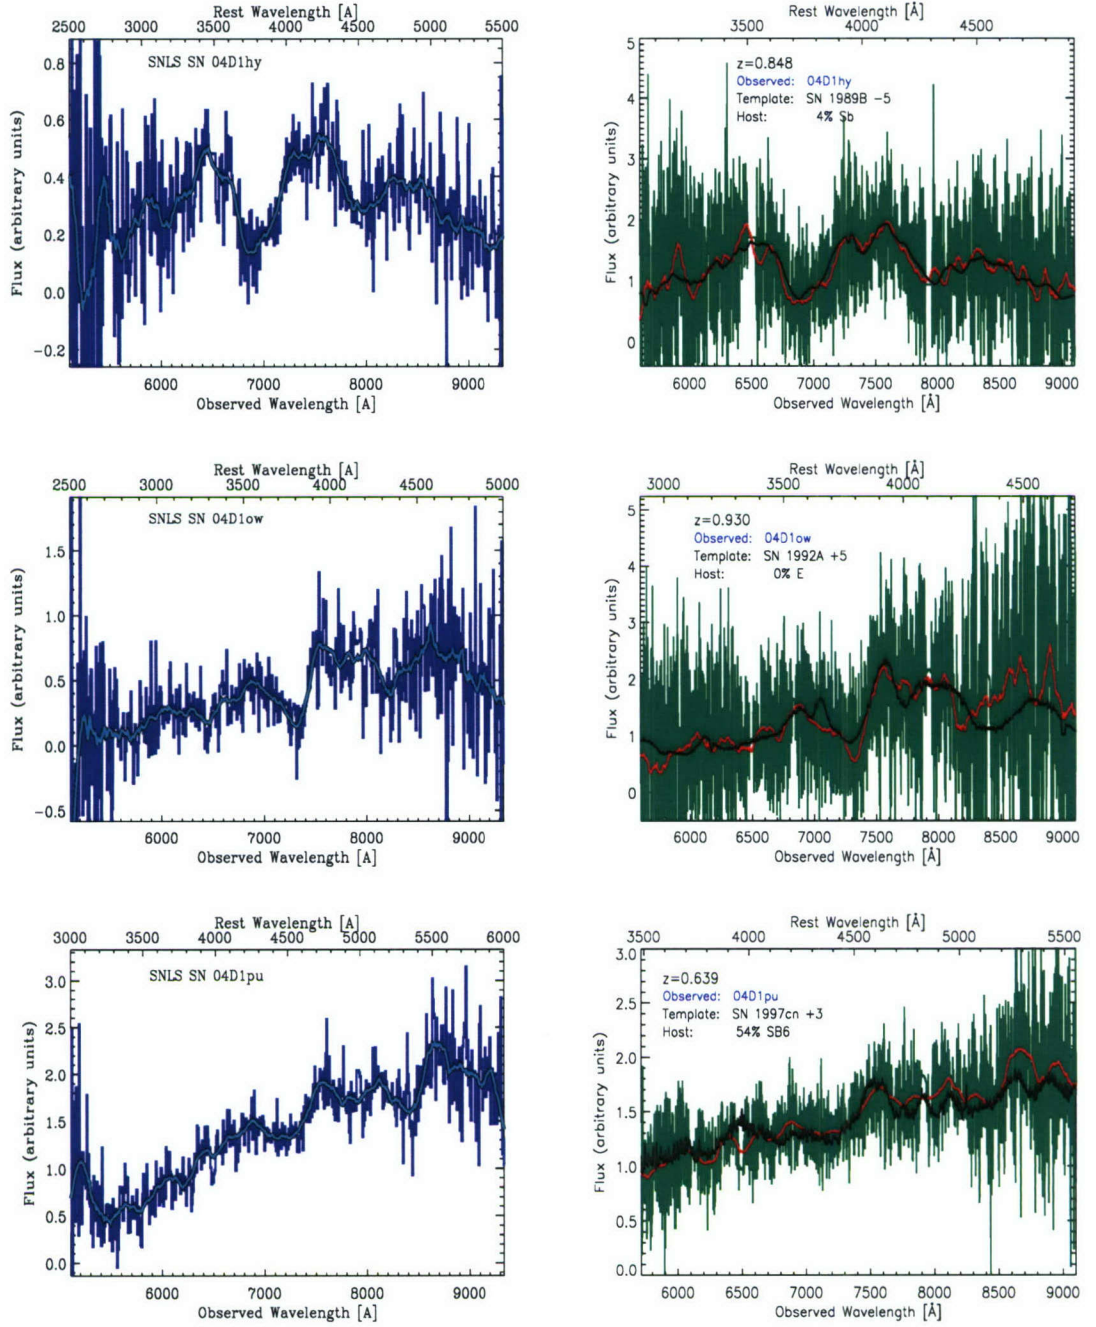 Rest Wavelength [A]
2500 3000 3500 4000 4500 5000 5500
SNLS SN 04D1hy
0.8
0.6
0.4
0.2
0.0
−0.2
Flux (arbitrary units)
6000 7000 8000 9000
Observed Wavelength [A]
Rest Wavelength [Å]
3500 4000 4500
z=0.848
Observed: 04D1hy
Template: SN 1989B −5
Host: 4% Sb
5
4
3
2
1
0
Flux (arbitrary units)
6000 6500 7000 7500 8000 8500 9000
Observed Wavelength [Å]
Rest Wavelength [A]
2500 3000 3500 4000 4500 5000
SNLS SN 04D1ow
1.5
1.0
0.5
0.0
−0.5
Flux (arbitrary units)
6000 7000 8000 9000
Observed Wavelength [A]
Rest Wavelength [Å]
3000 3500 4000 4500
z=0.930
Observed: 04D1ow
Template: SN 1992A +5
Host: 0% E
5
4
3
2
1
0
Flux (arbitrary units)
6000 6500 7000 7500 8000 8500 9000
Observed Wavelength [Å]
Rest Wavelength [A]
3000 3500 4000 4500 5000 5500 6000
SNLS SN 04D1pu
3.0
2.5
2.0
1.5
1.0
0.5
0.0
Flux (arbitrary units)
6000 7000 8000 9000
Observed Wavelength [A]
Rest Wavelength [Å]
3500 4000 4500 5000 5500
z=0.639
Observed: 04D1pu
Template: SN 1997cn +3
Host: 54% SB6
3.0
2.5
2.0
1.5
1.0
0.5
0.0
Flux (arbitrary units)
6000 6500 7000 7500 8000 8500 9000
Observed Wavelength [Å]